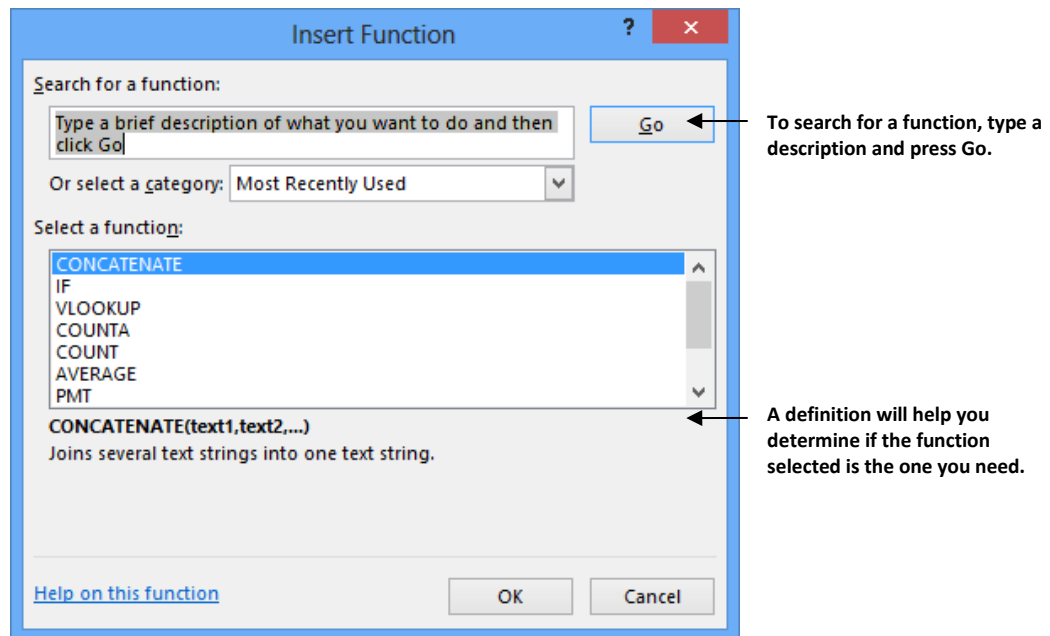 Insert Function
?
Search for a function:
Type a brief description of what you want to do and then
click Go
Go
To search for a function, type a
description and press Go.
Or select a category: Most Recently Used
Select a function:
CONCATENATE
IF
VLOOKUP
COUNTA
COUNT
AVERAGE
PMT
CONCATENATE(text1,text2,...)
Joins several text strings into one text string.
A definition will help you
determine if the function
selected is the one you need.
Help on this function
OK
Cancel